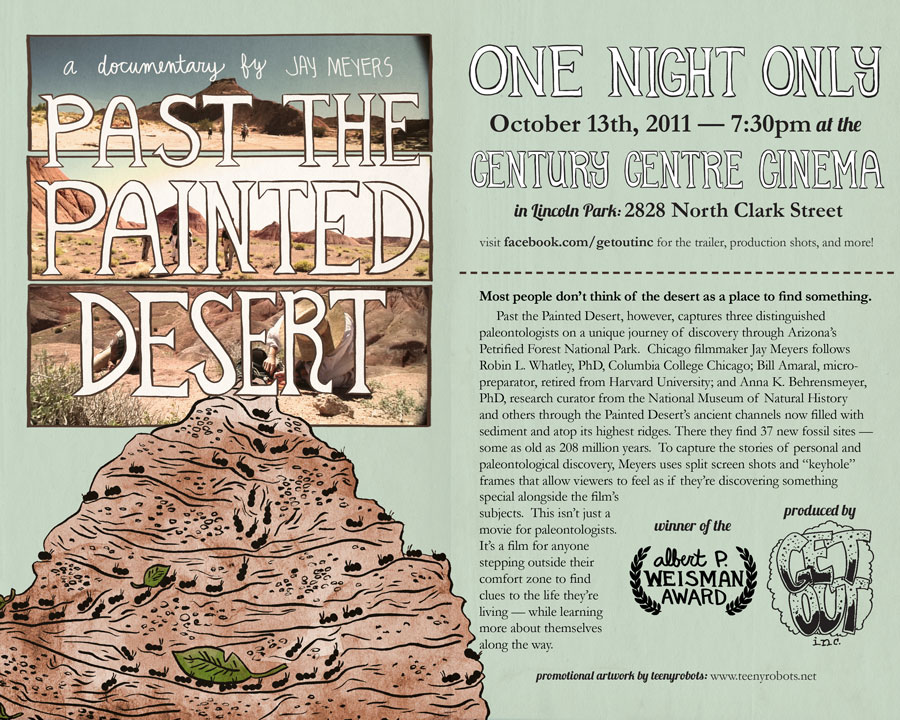 a documentary by JAY MEYERS
PAST THE
PAINTED
DESERT
ONE NIGHT ONLY
October 13th, 2011 — 7:30pm at the
CENTURY CENTRE CINEMA
in Lincoln Park: 2828 North Clark Street
visit facebook.com/getoutinc for the trailer, production shots, and more!
Most people don't think of the desert as a place to find something.
Past the Painted Desert, however, captures three distinguished
paleontologists on a unique journey of discovery through Arizona's
Petrified Forest National Park. Chicago filmmaker Jay Meyers follows
Robin L. Whatley, PhD, Columbia College Chicago; Bill Amaral, micro-
preparator, retired from Harvard University; and Anna K. Behrensmeyer,
PhD, research curator from the National Museum of Natural History
and others through the Painted Desert's ancient channels now filled with
sediment and atop its highest ridges. There they find 37 new fossil sites —
some as old as 208 million years. To capture the stories of personal and
paleontological discovery, Meyers uses split screen shots and "keyhole"
frames that allow viewers to feel as if they're discovering something
special alongside the film's
subjects. This isn't just a
movie for paleontologists.
It's a film for anyone
stepping outside their
comfort zone to find
clues to the life they're
living — while learning
more about themselves
along the way.
winner of the
albert P.
WEISMAN
AWARD
produced by
GET
OUT
inc.
promotional artwork by teenyrobots: www.teenyrobots.net